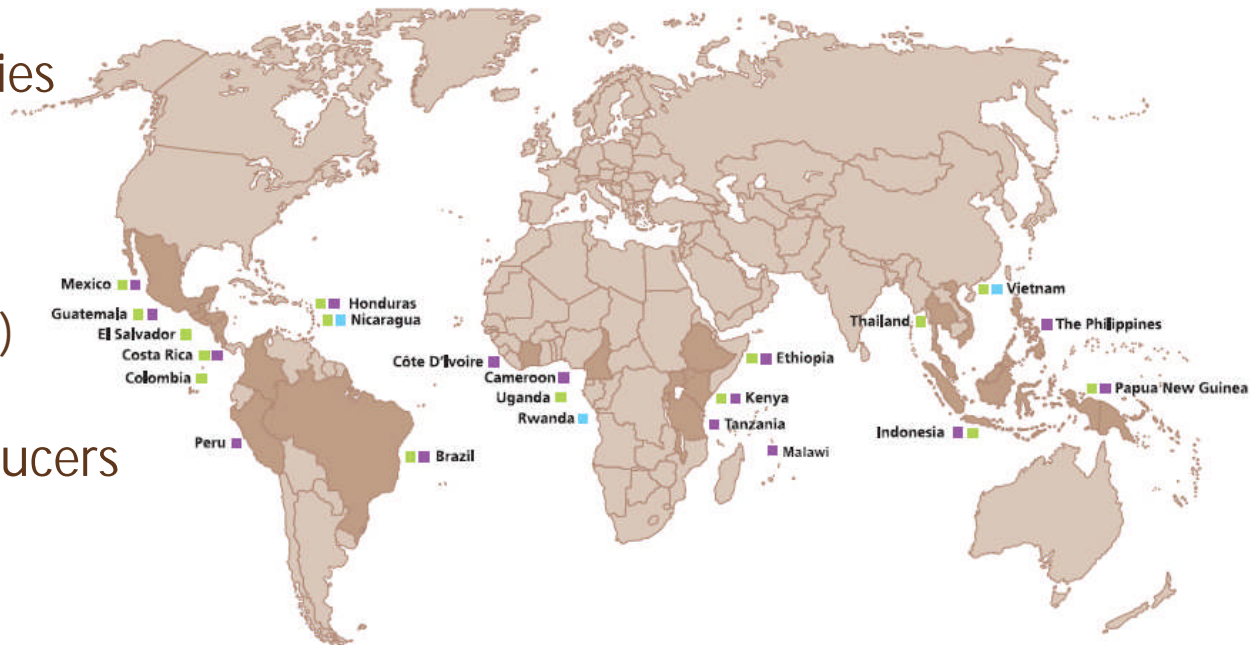 ies
)
ucers
Mexico
Guatemala
El Salvador
Costa Rica
Colombia
Honduras
Nicaragua
Peru
Brazil
Côte D'Ivoire
Cameroon
Uganda
Rwanda
Ethiopia
Kenya
Tanzania
Malawi
Thailand
Vietnam
The Philippines
Indonesia
Papua New Guinea